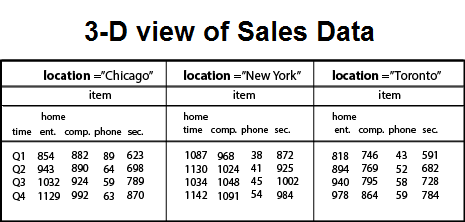 3-D view of Sales Data
location ="Chicago" location ="New York" location ="Toronto"
item item item
home home home
time ent. comp. phone sec. time comp. phone sec. ent. comp. phone sec.
Q1 854 882 89 623 1087 968 38 872 818 746 43 591
Q2 943 890 64 698 1130 1024 41 925 894 769 52 682
Q3 1032 924 59 789 1034 1048 45 1002 940 795 58 728
Q4 1129 992 63 870 1142 1091 54 984 978 864 59 784